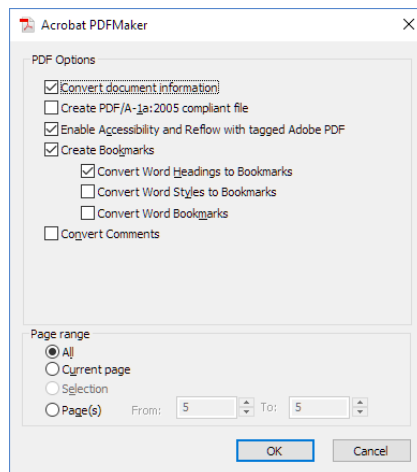 Acrobat PDFMaker
PDF Options
Convert document information
Create PDF/A-1a:2005 compliant file
Enable Accessibility and Reflow with tagged Adobe PDF
Create Bookmarks
Convert Word Headings to Bookmarks
Convert Word Styles to Bookmarks
Convert Word Bookmarks
Convert Comments
Page range
All
Current page
Selection
Page(s) From: 5 To: 5
OK Cancel